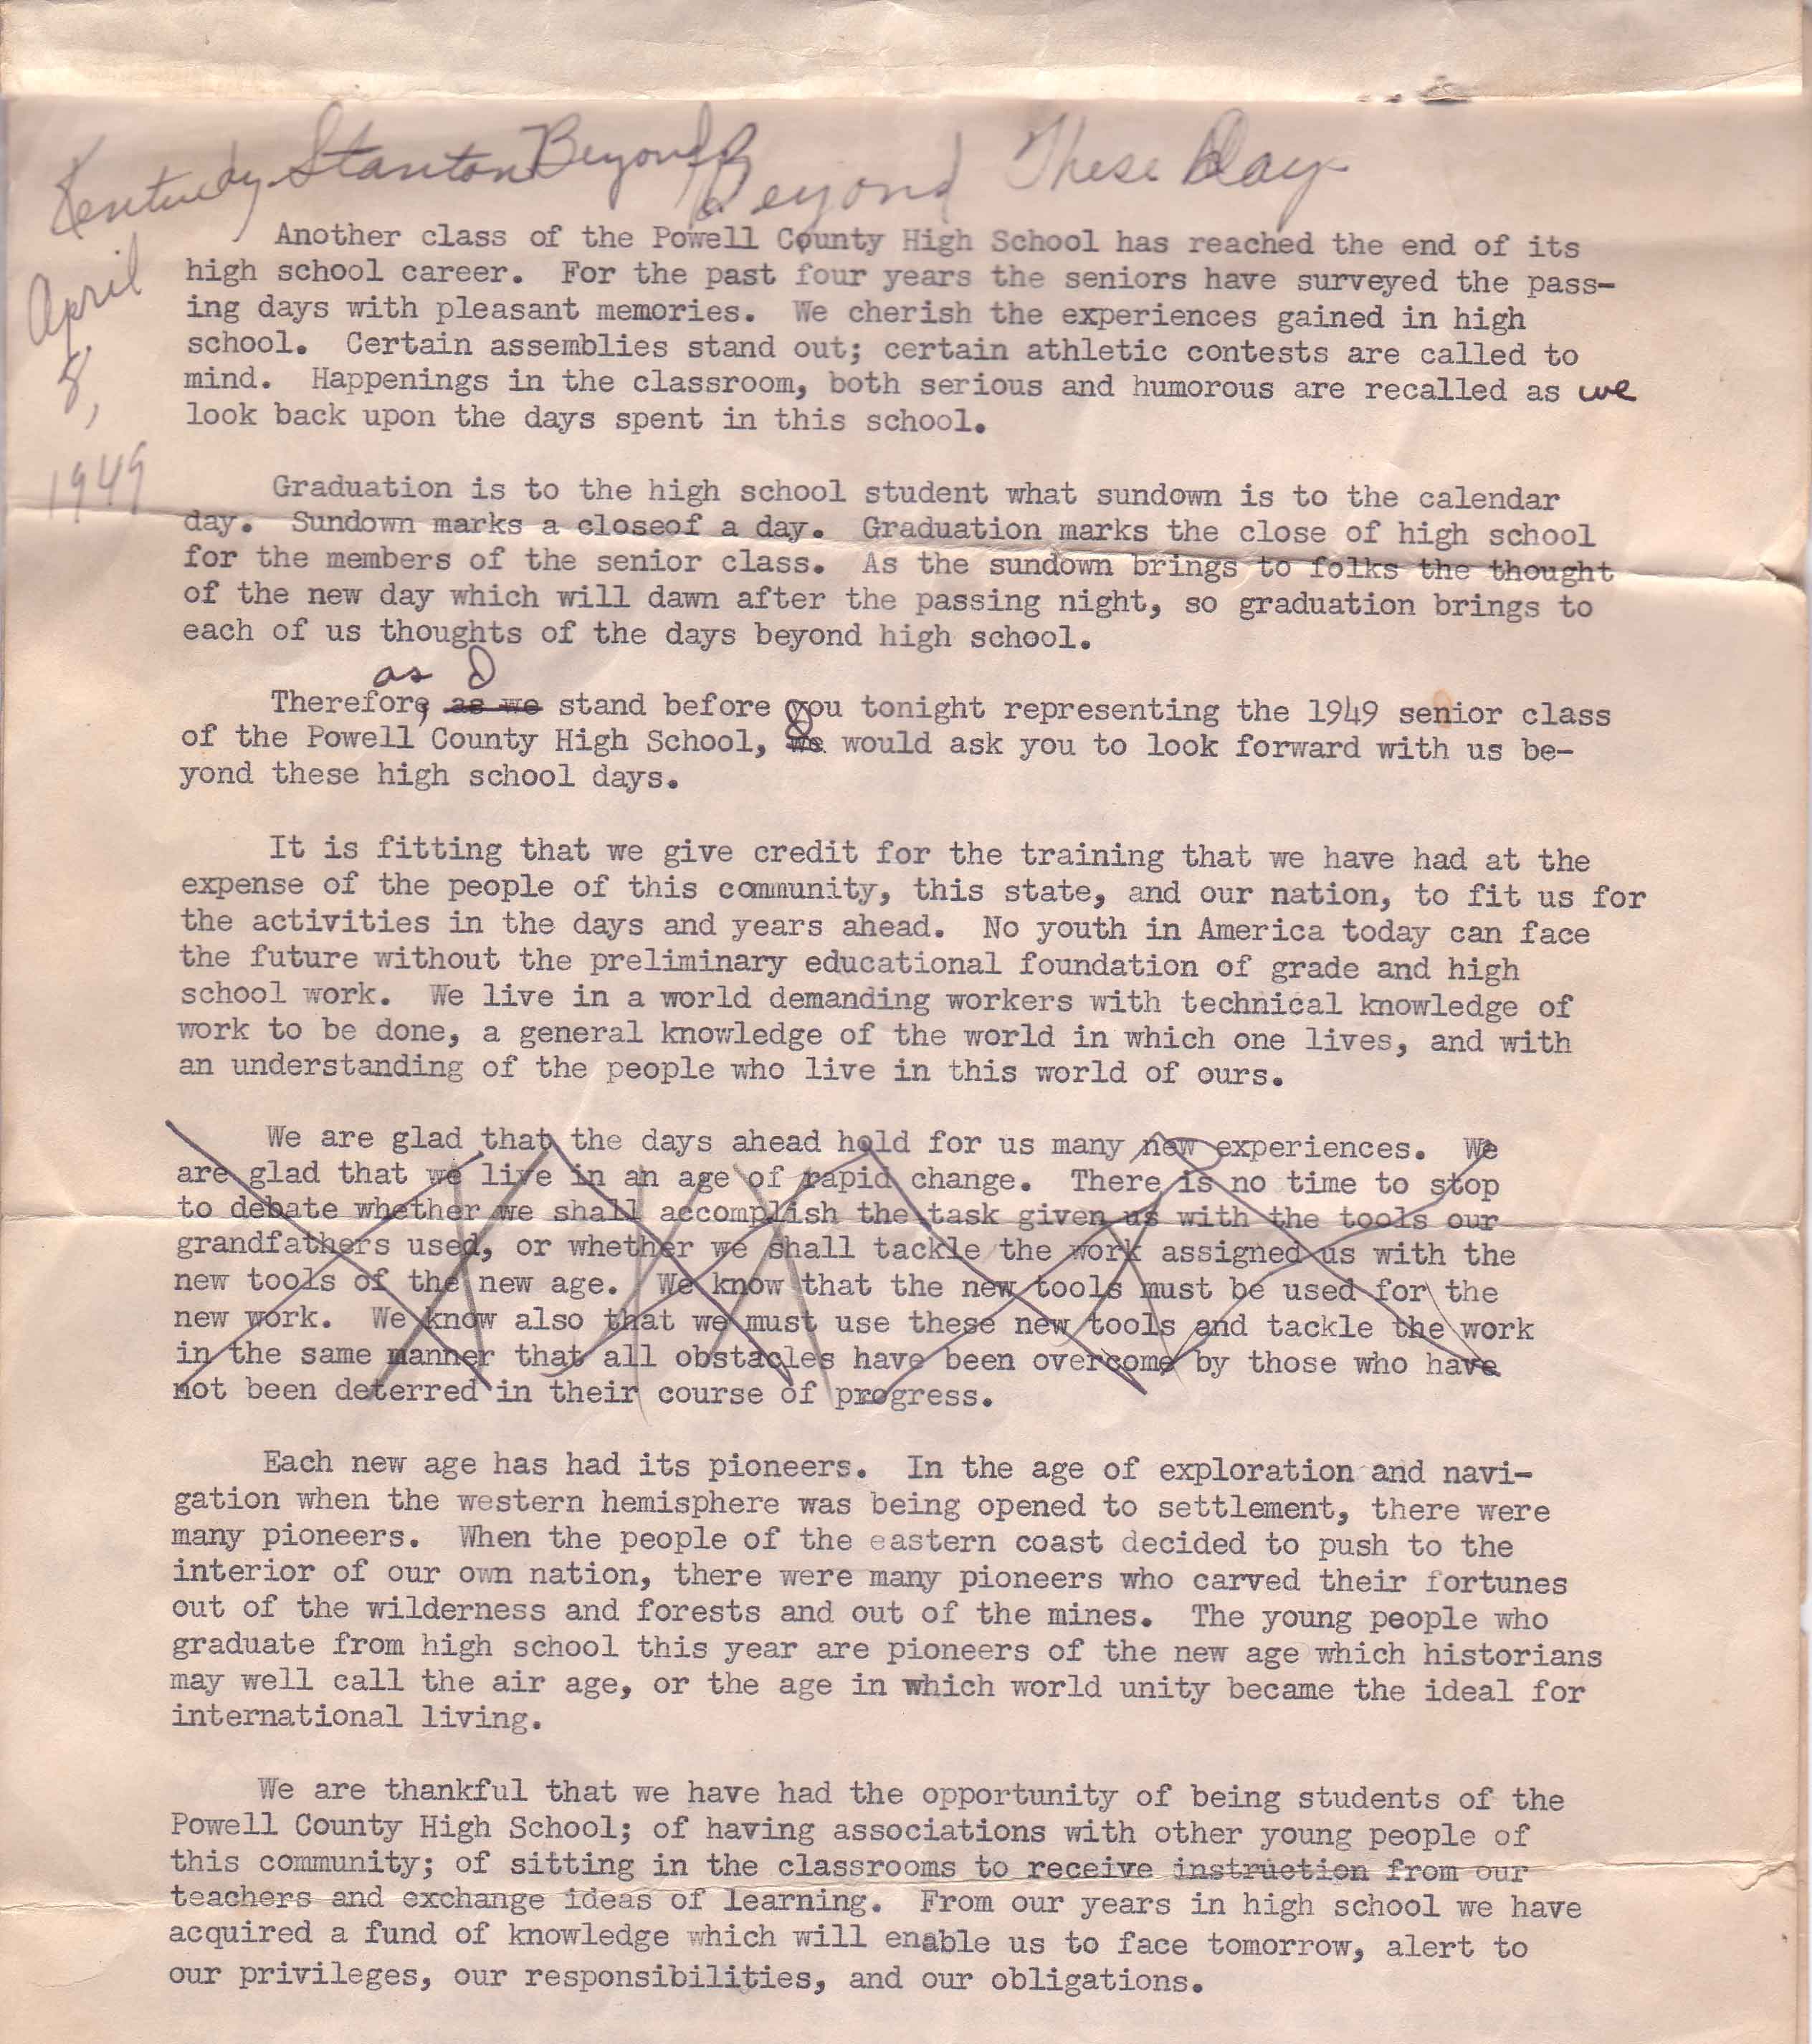 Kentucky Stanton Beyond B
Beyond These Day
April
8,
1949
Another class of the Powell County High School has reached the end of its
high school career. For the past four years the seniors have surveyed the pass-
ing days with pleasant memories. We cherish the experiences gained in high
school. Certain assemblies stand out; certain athletic contests are called to
mind. Happenings in the classroom, both serious and humorous are recalled as we
look back upon the days spent in this school.
Graduation is to the high school student what sundown is to the calendar
day. Sundown marks a closeof a day. Graduation marks the close of high school
for the members of the senior class. As the sundown brings to folks the thought
of the new day which will dawn after the passing night, so graduation brings to
each of us thoughts of the days beyond high school.
as I
Therefore, as we stand before you tonight representing the 1949 senior class
I
of the Powell County High School, we would ask you to look forward with us be-
yond these high school days.
It is fitting that we give credit for the training that we have had at the
expense of the people of this community, this state, and our nation, to fit us for
the activities in the days and years ahead. No youth in America today can face
the future without the preliminary educational foundation of grade and high
school work. We live in a world demanding workers with technical knowledge of
work to be done, a general knowledge of the world in which one lives, and with
an understanding of the people who live in this world of ours.
We are glad that the days ahead hold for us many new experiences. We
are glad that we live in an age of rapid change. There is no time to stop
to debate whether we shall accomplish the task given us with the tools our
grandfathers used, or whether we shall tackle the work assigned us with the
new tools of the new age. We know that the new tools must be used for the
new work. We know also that we must use these new tools and tackle the work
in the same manner that all obstacles have been overcome by those who have
not been deterred in their course of progress.
Each new age has had its pioneers. In the age of exploration and navi-
gation when the western hemisphere was being opened to settlement, there were
many pioneers. When the people of the eastern coast decided to push to the
interior of our own nation, there were many pioneers who carved their fortunes
out of the wilderness and forests and out of the mines. The young people who
graduate from high school this year are pioneers of the new age which historians
may well call the air age, or the age in which world unity became the ideal for
international living.
We are thankful that we have had the opportunity of being students of the
Powell County High School; of having associations with other young people of
this community; of sitting in the classrooms to receive instruction from our
teachers and exchange ideas of learning. From our years in high school we have
acquired a fund of knowledge which will enable us to face tomorrow, alert to
our privileges, our responsibilities, and our obligations.